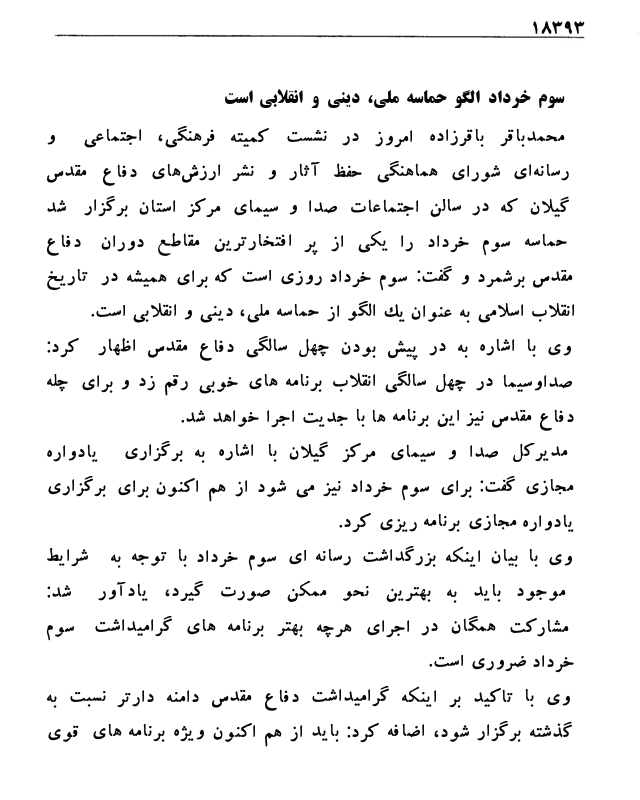 ۱۸۳۹۳
سوم خرداد الگو حماسه ملی، دینی و انقلابی است
محمدباقر باقرزاده امروز در نشست کمیته فرهنگی، اجتماعی و
رسانه‌ای شورای هماهنگی حفظ آثار و نشر ارزش‌های دفاع مقدس
گیلان که در سالن اجتماعات صدا و سیمای مرکز استان برگزار شد
حماسه سوم خرداد را یکی از پر افتخارترین مقاطع دوران دفاع
مقدس برشمرد و گفت: سوم خرداد روزی است که برای همیشه در تاریخ
انقلاب اسلامی به عنوان یك الگو از حماسه ملی، دینی و انقلابی است.
وی با اشاره به در پیش بودن چهل سالگی دفاع مقدس اظهار کرد:
صداوسیما در چهل سالگی انقلاب برنامه های خوبی رقم زد و برای چله
دفاع مقدس نیز این برنامه ها با جدیت اجرا خواهد شد.
مدیرکل صدا و سیمای مرکز گیلان با اشاره به برگزاری یادواره
مجازی گفت: برای سوم خرداد نیز می شود از هم اکنون برای برگزاری
یادواره مجازی برنامه ریزی کرد.
وی با بیان اینکه بزرگداشت رسانه ای سوم خرداد با توجه به شرایط
موجود باید به بهترین نحو ممکن صورت گیرد، یادآور شد:
مشارکت همگان در اجرای هرچه بهتر برنامه های گرامیداشت سوم
خرداد ضروری است.
وی با تاکید بر اینکه گرامیداشت دفاع مقدس دامنه دارتر نسبت به
گذشته برگزار شود، اضافه کرد: باید از هم اکنون ویژه برنامه های قوی